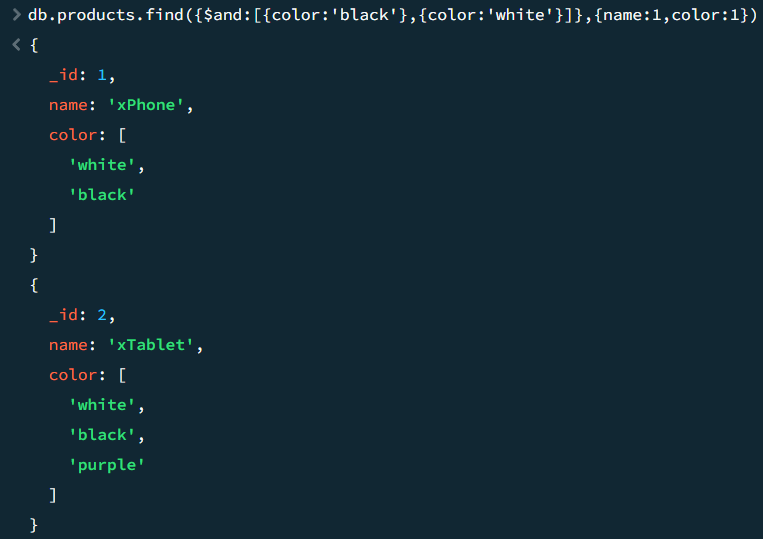 > db.products.find({$and:[{color:'black'},{color:'white'}]},{name:1,color:1})
< {
_id: 1,
name: 'xPhone',
color: [
'white',
'black'
]
}
{
_id: 2,
name: 'xTablet',
color: [
'white',
'black',
'purple'
]
}